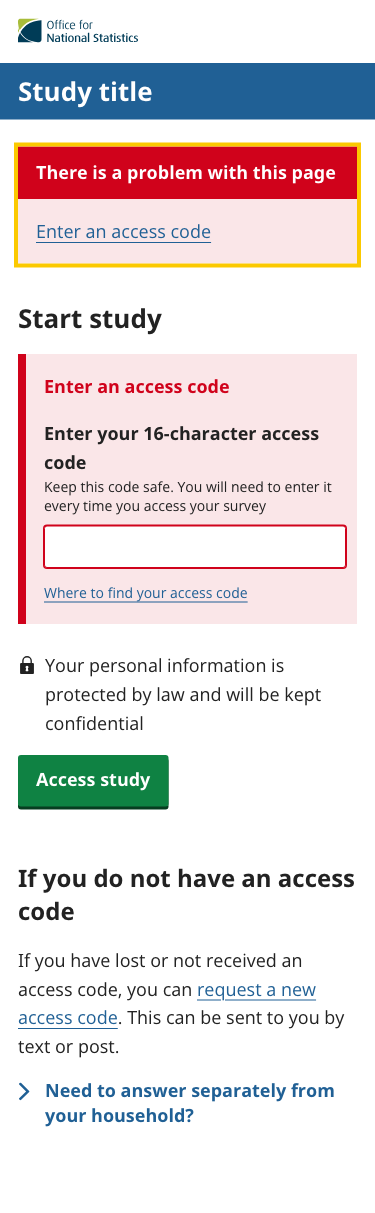 Office for
National Statistics
Study title
There is a problem with this page
Enter an access code
Start study
Enter an access code
Enter your 16-character access
code
Keep this code safe. You will need to enter it
every time you access your survey
Where to find your access code
Your personal information is
protected by law and will be kept
confidential
Access study
If you do not have an access
code
If you have lost or not received an
access code, you can request a new
access code. This can be sent to you by
text or post.
Need to answer separately from
your household?